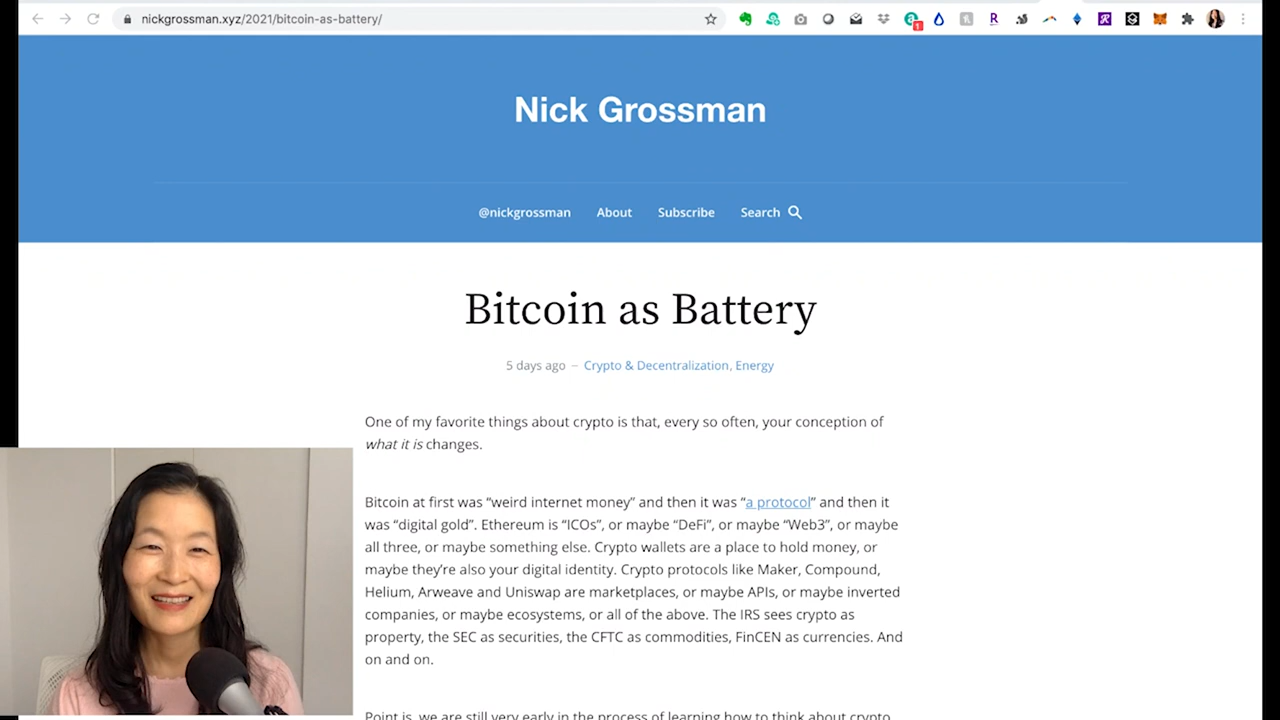 nickgrossman.xyz/2021/bitcoin-as-battery/
1
Nick Grossman
@nickgrossman About Subscribe Search
Bitcoin as Battery
5 days ago – Crypto & Decentralization, Energy
One of my favorite things about crypto is that, every so often, your conception of
what it is changes.
Bitcoin at first was “weird internet money” and then it was “a protocol” and then it
was “digital gold”. Ethereum is “ICOs”, or maybe “DeFi”, or maybe “Web3”, or maybe
all three, or maybe something else. Crypto wallets are a place to hold money, or
maybe they’re also your digital identity. Crypto protocols like Maker, Compound,
Helium, Arweave and Uniswap are marketplaces, or maybe APIs, or maybe inverted
companies, or maybe ecosystems, or all of the above. The IRS sees crypto as
property, the SEC as securities, the CFTC as commodities, FinCEN as currencies. And
on and on.
Point is, we are still very early in the process of learning how to think about crypto